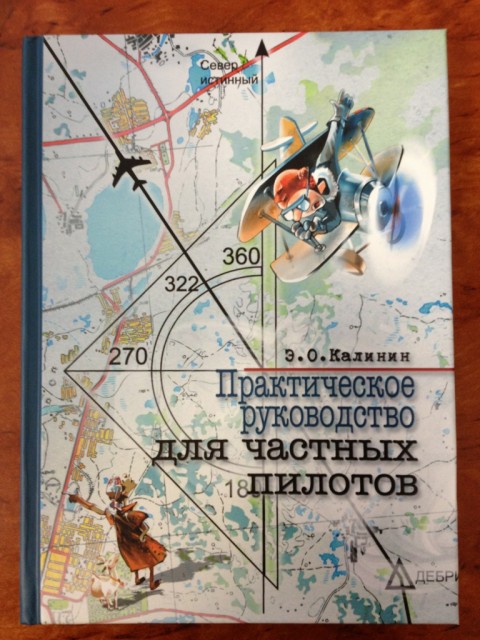 Север
истинный
360
322
270
Э.О.Калинин
Практическое
руководство
для частных
пилотов
18
ДЕБРИ